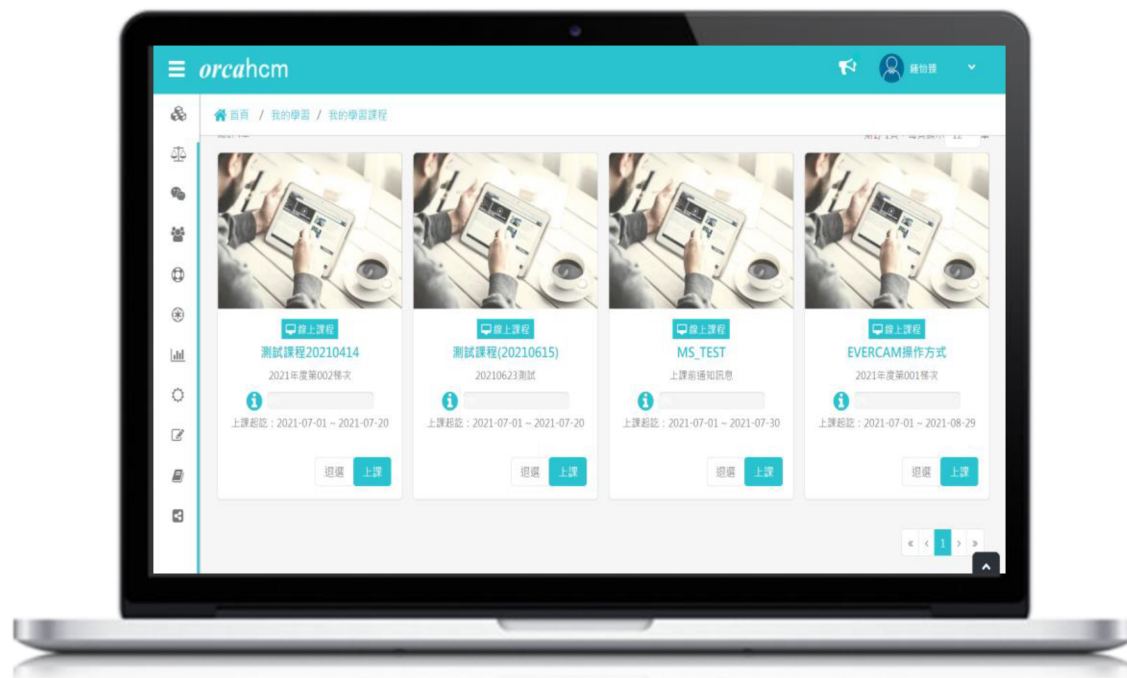 orcahcm
鍾怡臻
首頁 / 我的學習 / 我的學習課程
線上課程
測試課程20210414
2021年度第002梯次
上課起訖：2021-07-01 ~ 2021-07-20
退選 上課
線上課程
測試課程(20210615)
20210623測試
上課起訖：2021-07-01 ~ 2021-07-20
退選 上課
線上課程
MS_TEST
上課前通知訊息
上課起訖：2021-07-01 ~ 2021-07-30
退選 上課
線上課程
EVERCAM操作方式
2021年度第001梯次
上課起訖：2021-07-01 ~ 2021-08-29
退選 上課
« ‹ 1 › »